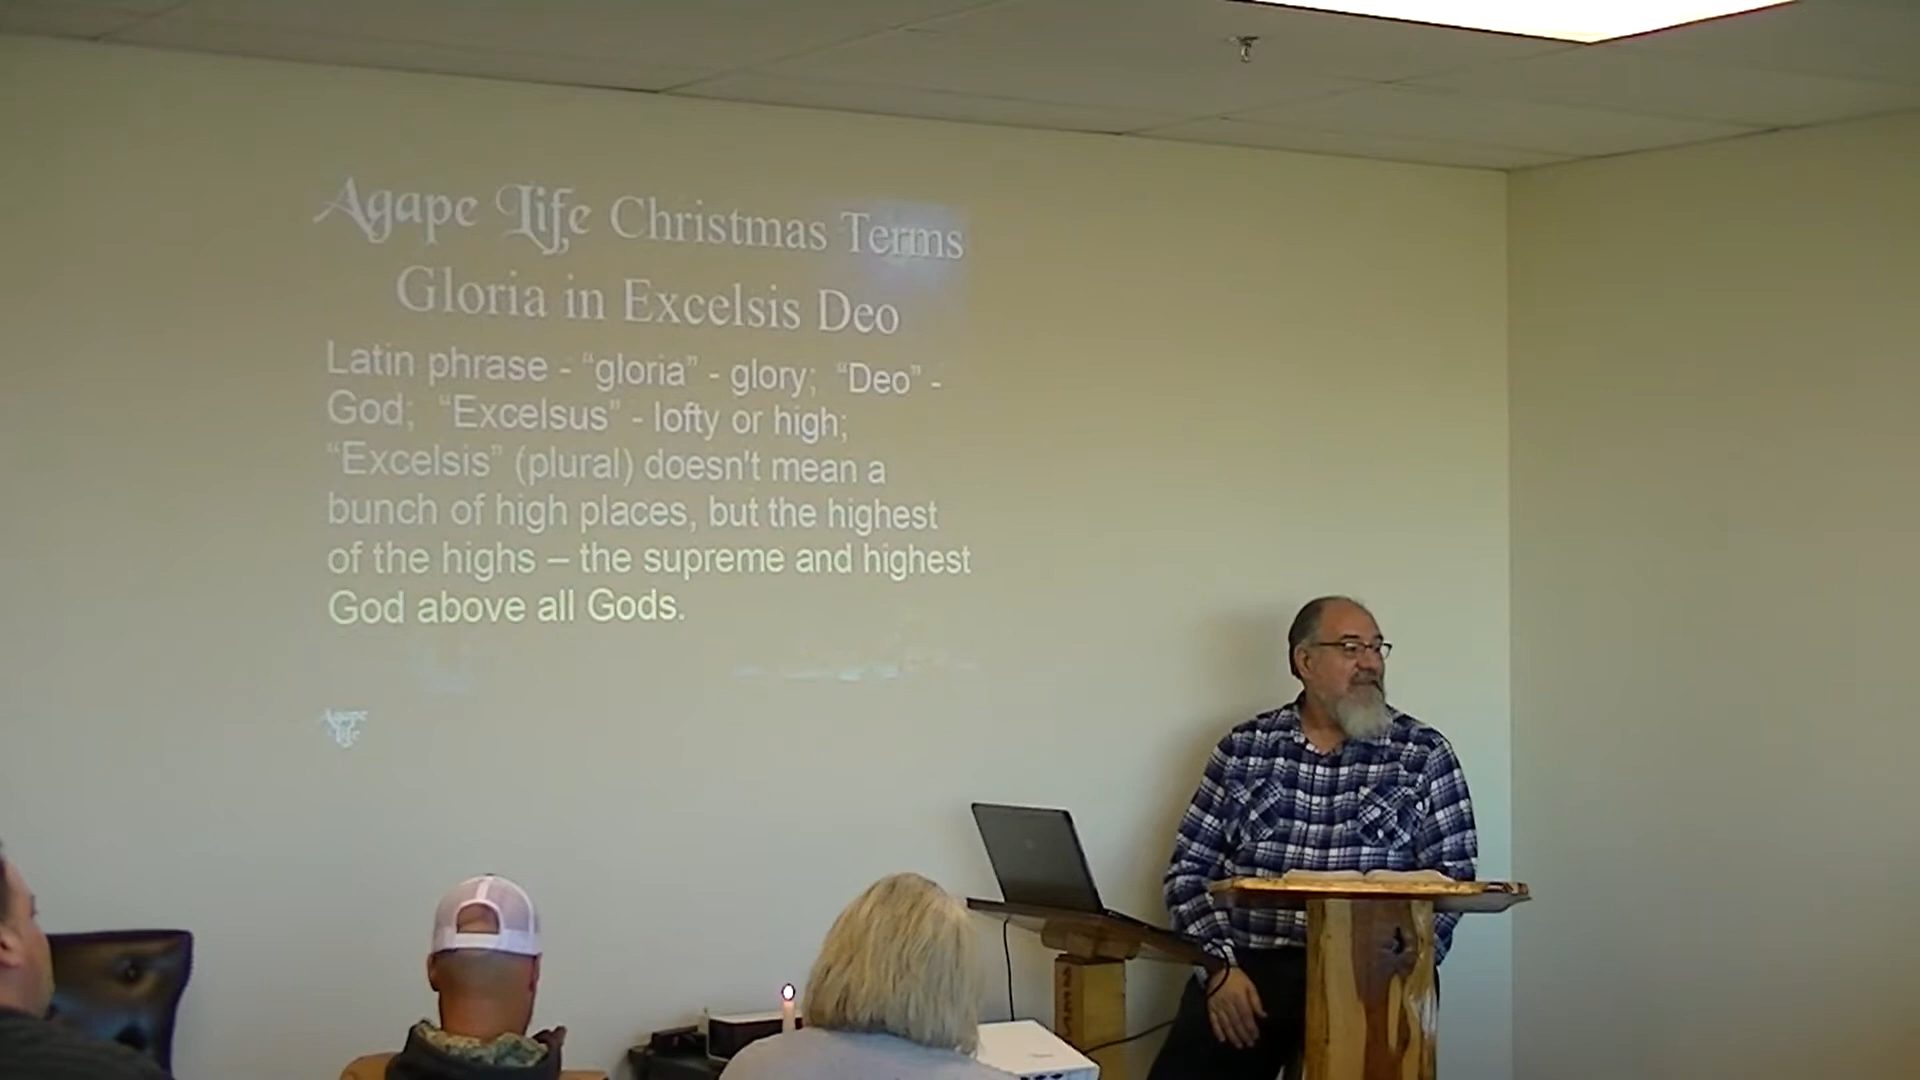 Agape Life Christmas Terms
Gloria in Excelsis Deo
Latin phrase - “gloria” - glory; “Deo” -
God; “Excelsus” - lofty or high;
“Excelsis” (plural) doesn't mean a
bunch of high places, but the highest
of the highs – the supreme and highest
God above all Gods.
Agape
Life